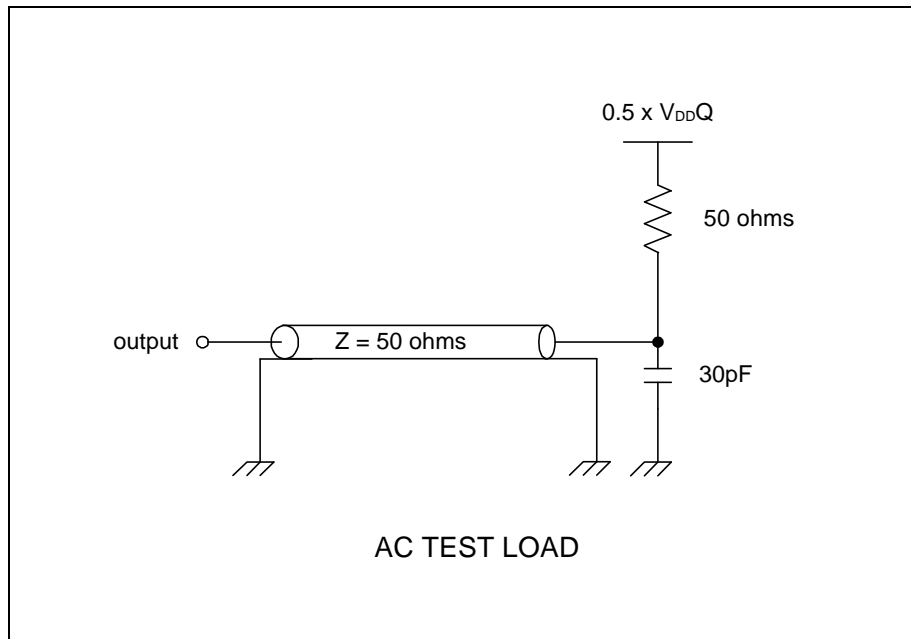 0.5 x VDDQ
50 ohms
output
Z = 50 ohms
30pF
AC TEST LOAD